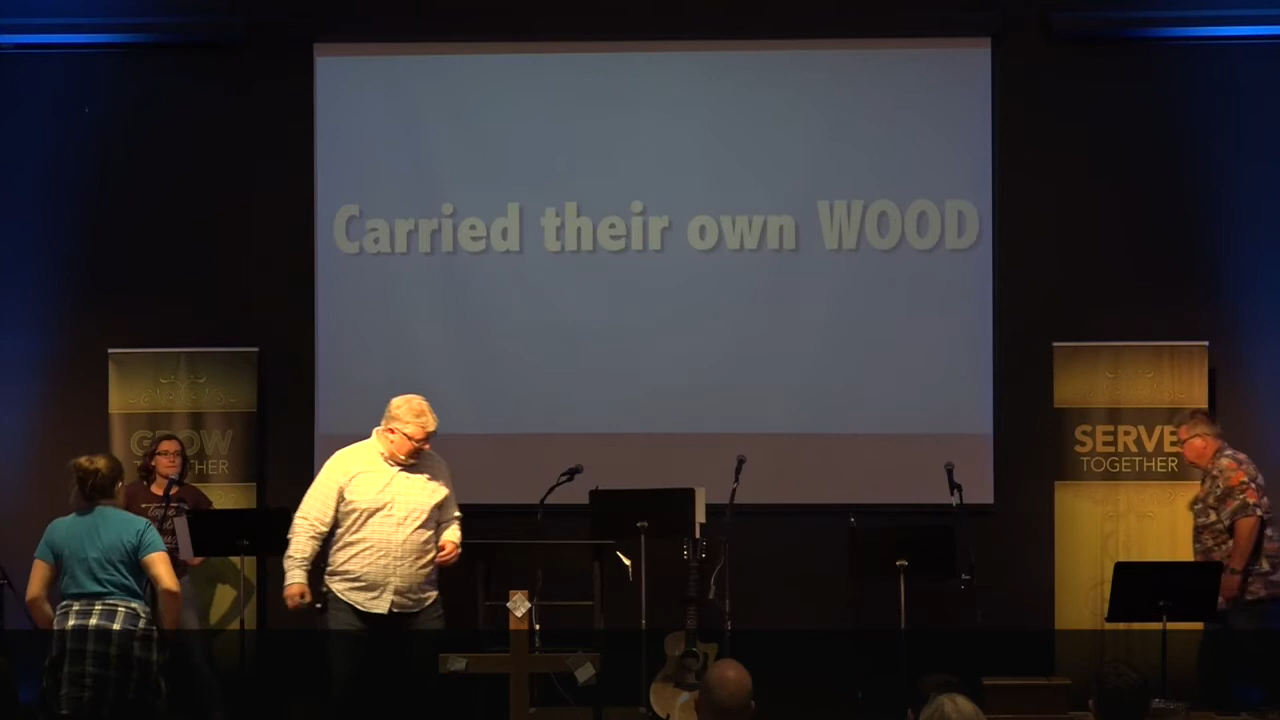 Carried their own WOOD
GROW
TOGETHER
SERVE
TOGETHER